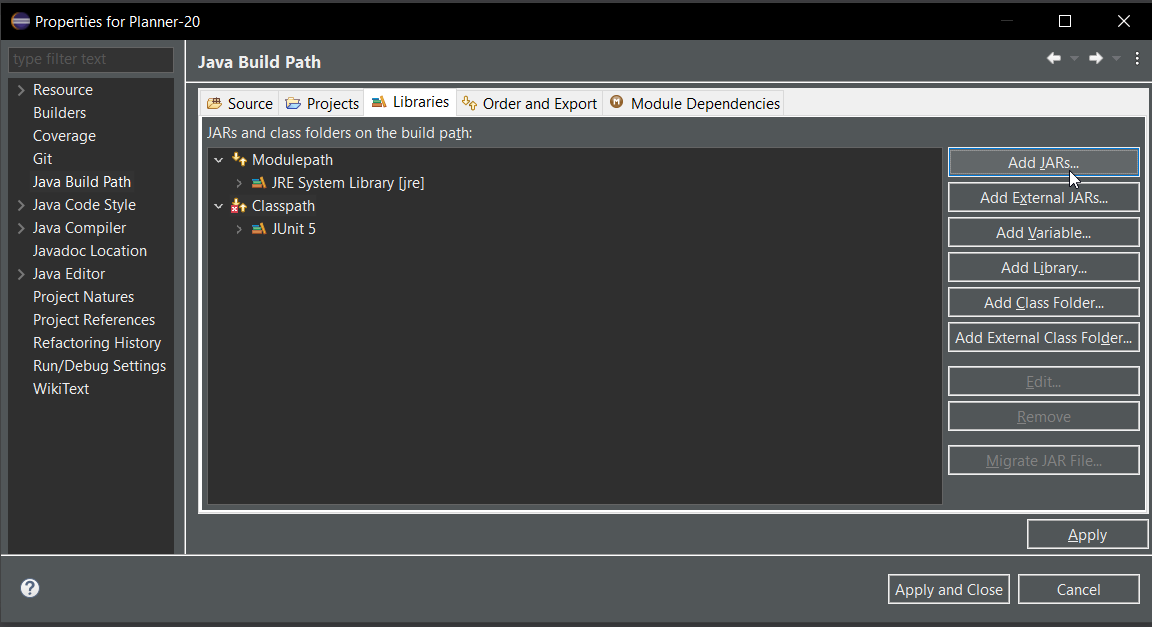 Properties for Planner-20
type filter text
Resource
Builders
Coverage
Git
Java Build Path
Java Code Style
Java Compiler
Javadoc Location
Java Editor
Project Natures
Project References
Refactoring History
Run/Debug Settings
WikiText
Java Build Path
Source Projects Libraries Order and Export M Module Dependencies
JARs and class folders on the build path:
Modulepath
JRE System Library [jre]
Classpath
JUnit 5
Add JARs...
Add External JARs...
Add Variable...
Add Library...
Add Class Folder...
Add External Class Folder...
Edit...
Remove
Migrate JAR File...
Apply
?
Apply and Close Cancel